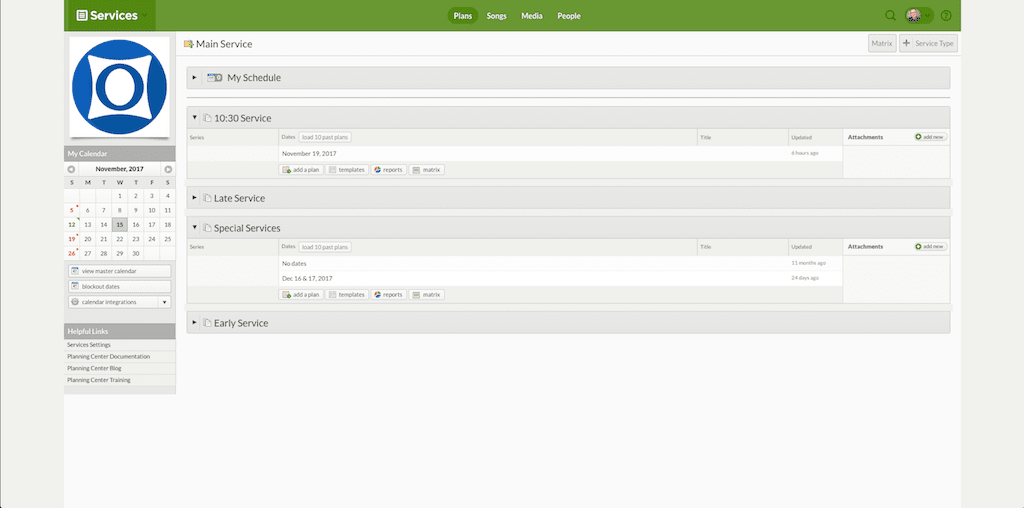 Services
Plans Songs Media People
Main Service
Matrix
Service Type
My Schedule
10:30 Service
Series Dates load 10 past plans Title Updated Attachments add new
November 19, 2017 6 hours ago
add a plan templates reports matrix
Late Service
Special Services
Series Dates load 10 past plans Title Updated Attachments add new
No dates 11 months ago
Dec 16 & 17, 2017 24 days ago
add a plan templates reports matrix
Early Service
My Calendar
November, 2017
S M T W T F S
1 2 3 4
5 6 7 8 9 10 11
12 13 14 15 16 17 18
19 20 21 22 23 24 25
26 27 28 29 30
view master calendar
blockout dates
calendar integrations
Helpful Links
Services Settings
Planning Center Documentation
Planning Center Blog
Planning Center Training